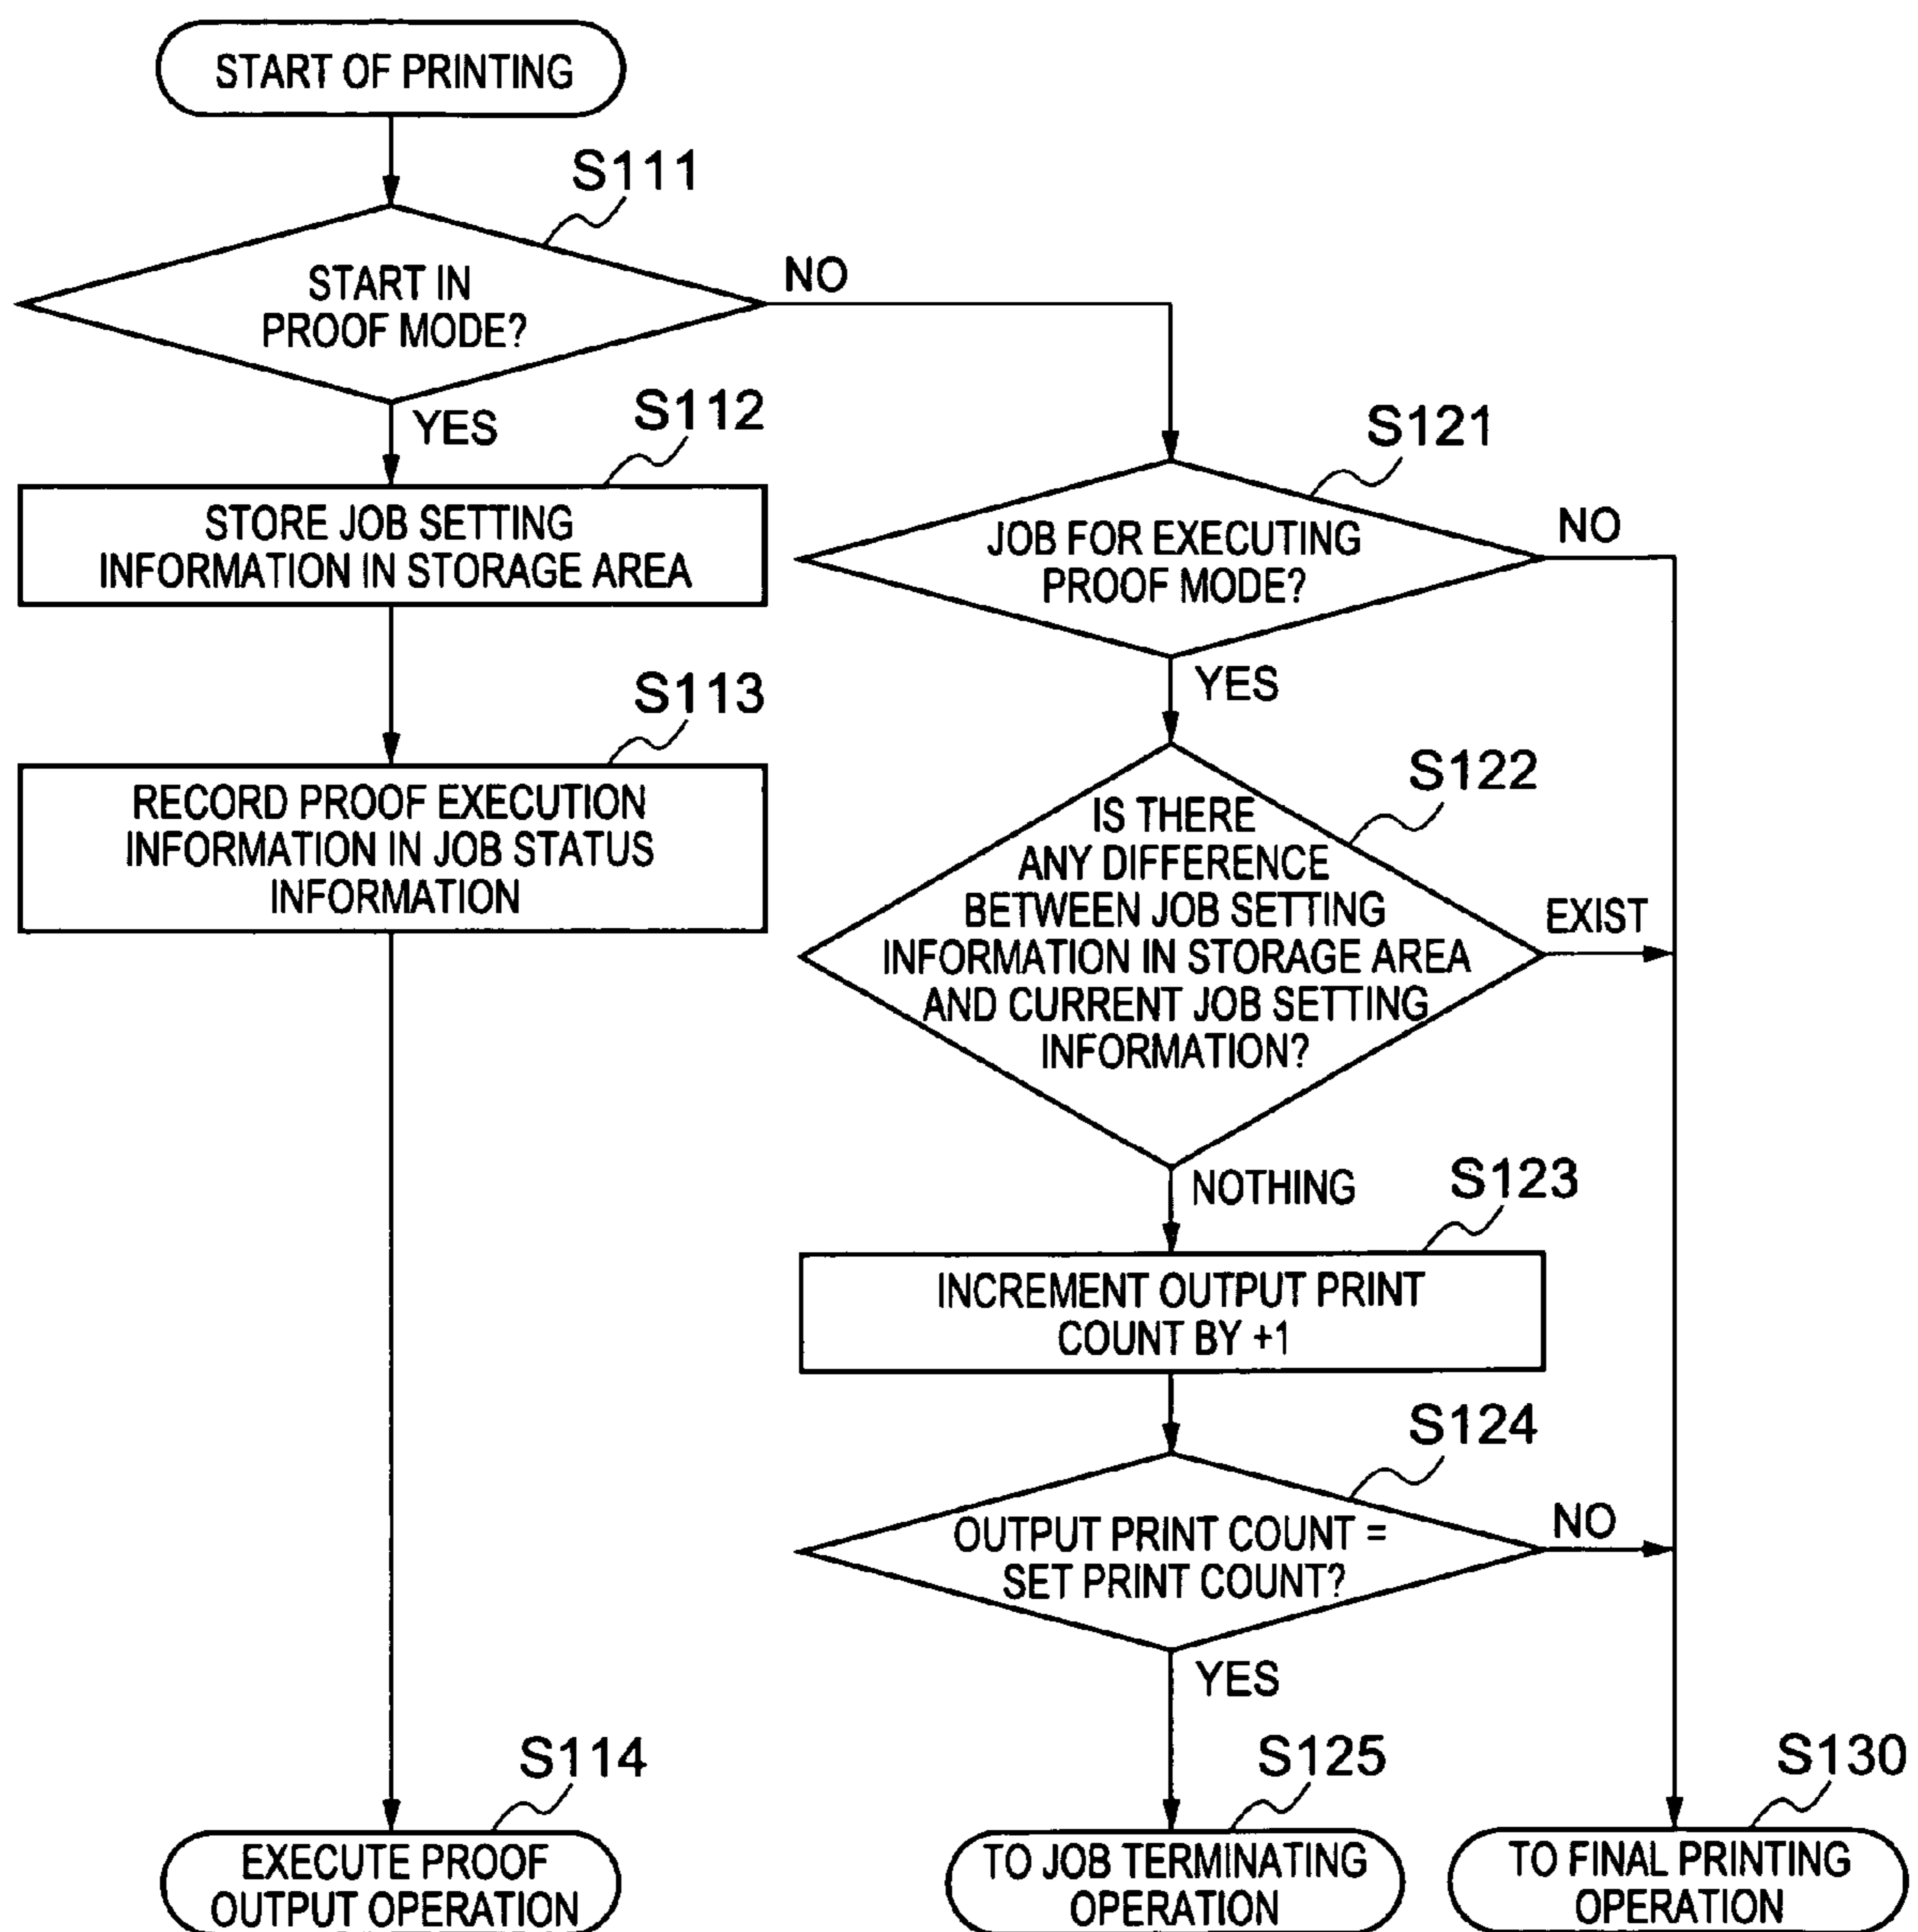 START OF PRINTING
S111
START IN
PROOF MODE?
NO
YES
S112
STORE JOB SETTING
INFORMATION IN STORAGE AREA
S113
RECORD PROOF EXECUTION
INFORMATION IN JOB STATUS
INFORMATION
S114
EXECUTE PROOF
OUTPUT OPERATION
S121
JOB FOR EXECUTING
PROOF MODE?
NO
YES
S122
IS THERE
ANY DIFFERENCE
BETWEEN JOB SETTING
INFORMATION IN STORAGE AREA
AND CURRENT JOB SETTING
INFORMATION?
EXIST
NOTHING
S123
INCREMENT OUTPUT PRINT
COUNT BY +1
S124
OUTPUT PRINT COUNT =
SET PRINT COUNT?
NO
YES
S125
TO JOB TERMINATING
OPERATION
S130
TO FINAL PRINTING
OPERATION